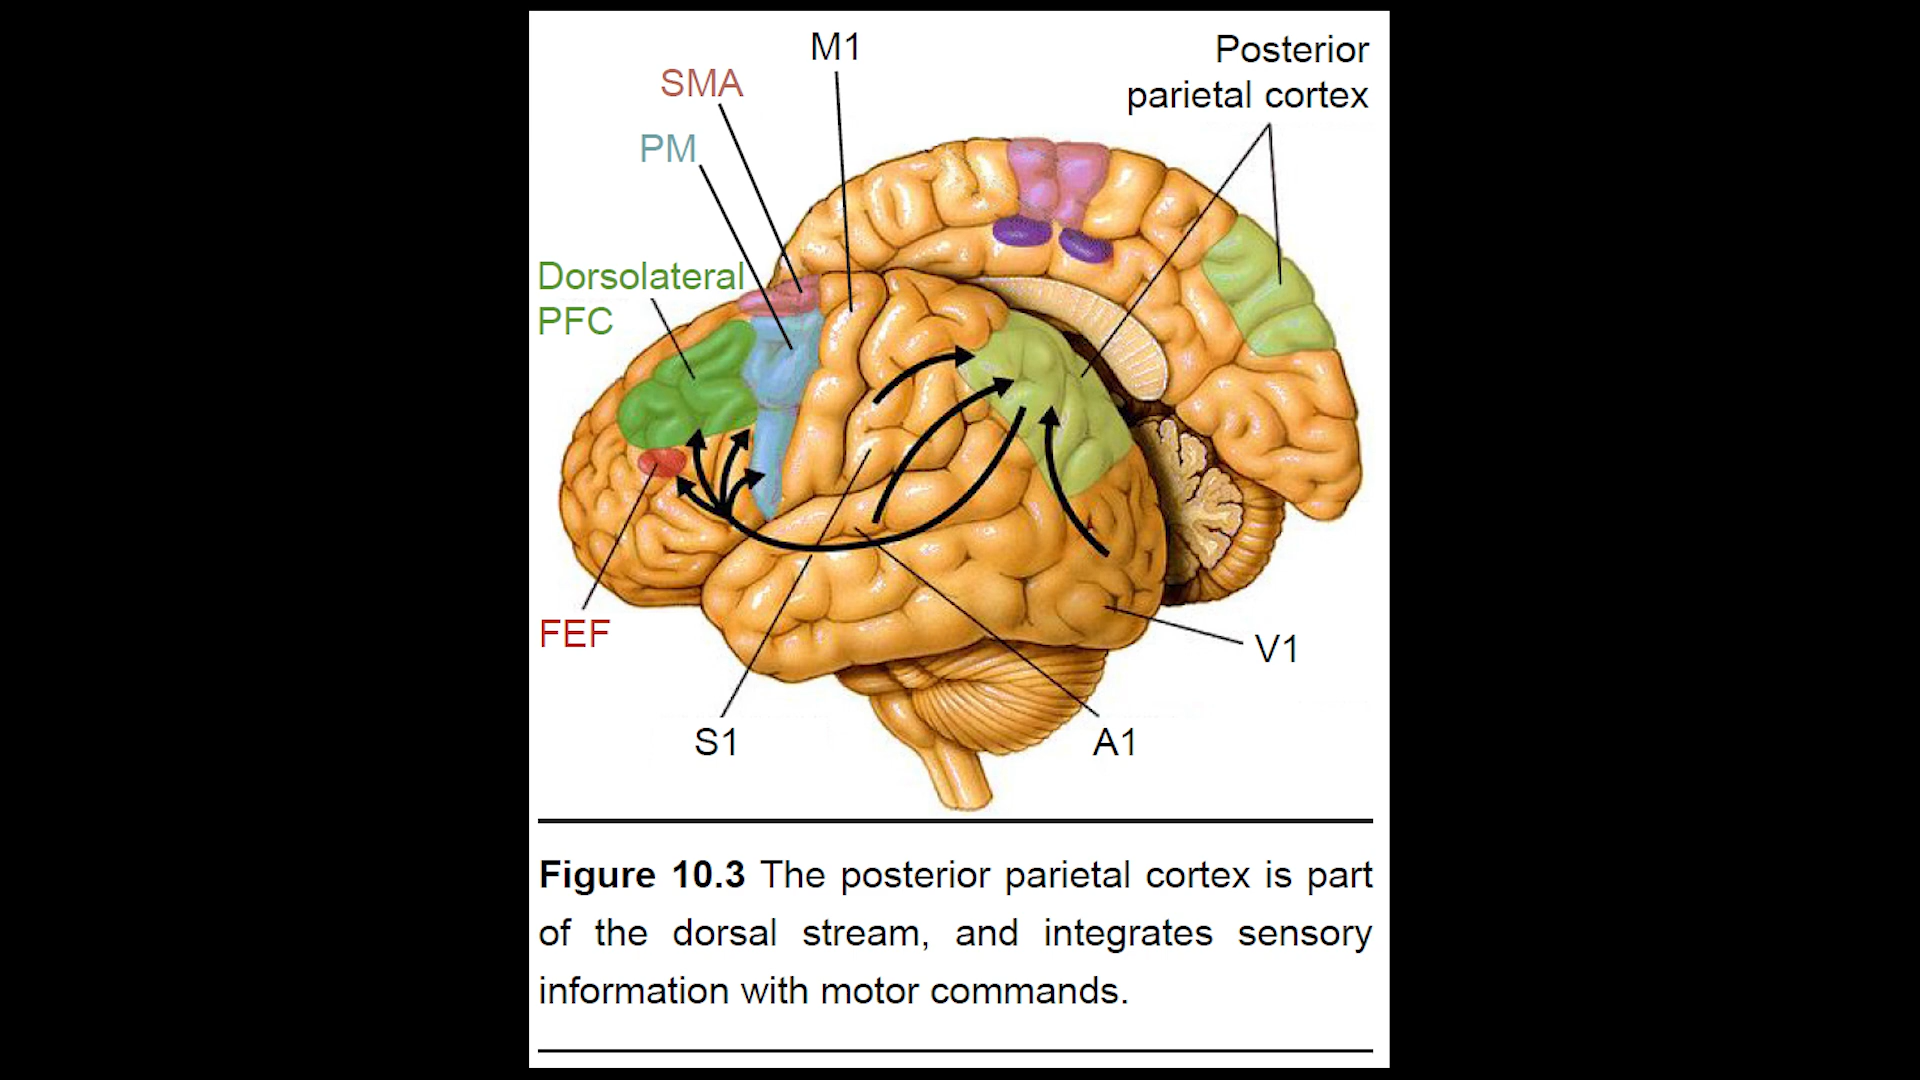 M1
SMA
PM
Posterior
parietal cortex
Dorsolateral
PFC
FEF
S1
A1
V1
Figure 10.3 The posterior parietal cortex is part
of the dorsal stream, and integrates sensory
information with motor commands.